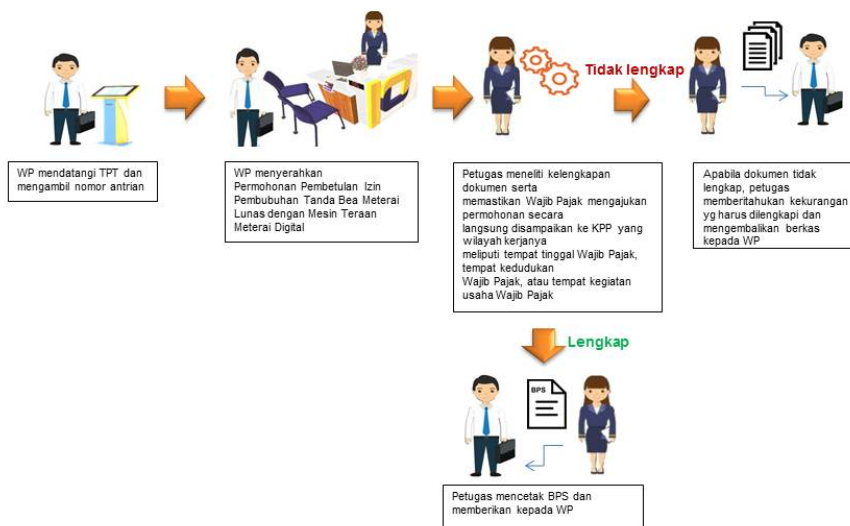 WP mendatangi TPT dan
mengambil nomor antrian
WP menyerahkan
Permohonan Pembetulan Izin
Pembubuhan Tanda Bea Meterai
Lunas dengan Mesin Teraan
Meterai Digital
Petugas meneliti kelengkapan
dokumen serta
memastikan Wajib Pajak mengajukan
permohonan secara
langsung disampaikan ke KPP yang
wilayah kerjanya
meliputi tempat tinggal Wajib Pajak,
tempat kedudukan
Wajib Pajak, atau tempat kegiatan
usaha Wajib Pajak
Tidak lengkap
Apabila dokumen tidak
lengkap, petugas
memberitahukan kekurangan
yg harus dilengkapi dan
mengembalikan berkas
kepada WP
Lengkap
BPS
Petugas mencetak BPS dan
memberikan kepada WP